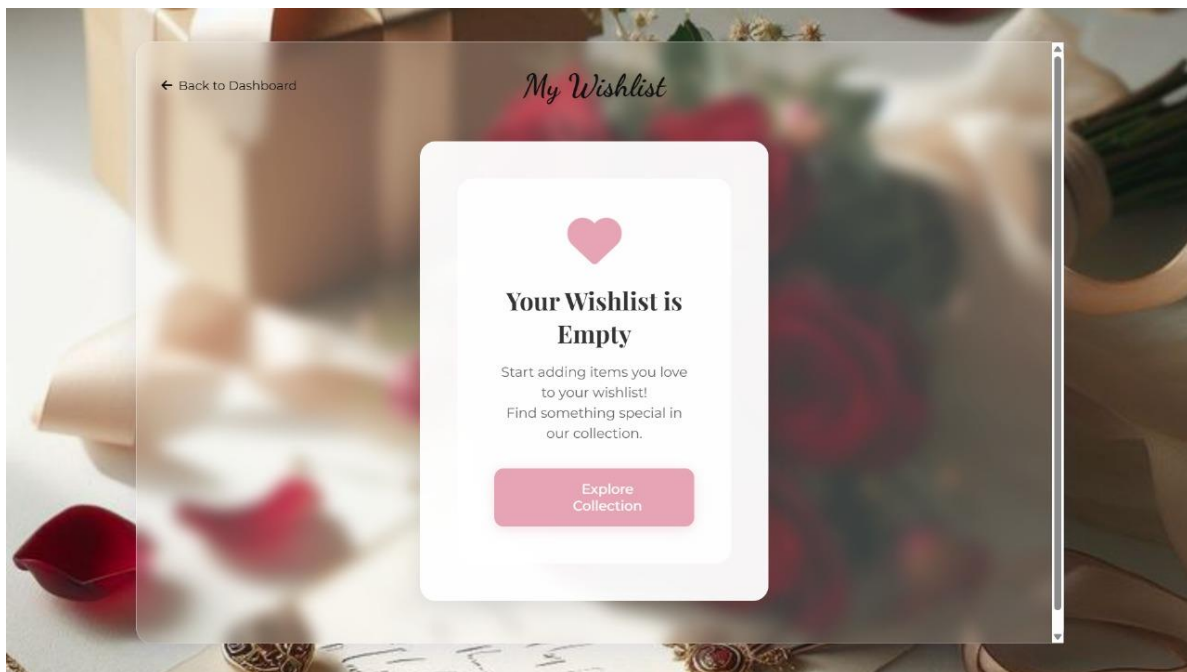 ← Back to Dashboard
My Wishlist
Your Wishlist is
Empty
Start adding items you love
to your wishlist!
Find something special in
our collection.
Explore
Collection